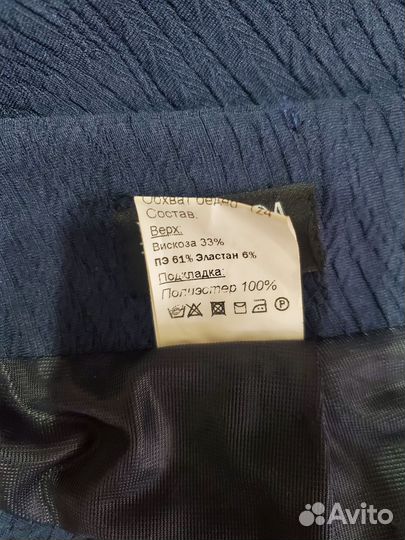 Обхват бедер 124
Состав.
Верх:
Вискоза 33%
ПЭ 61% Эластан 6%
Подкладка:
Полиэстер 100%
Avito